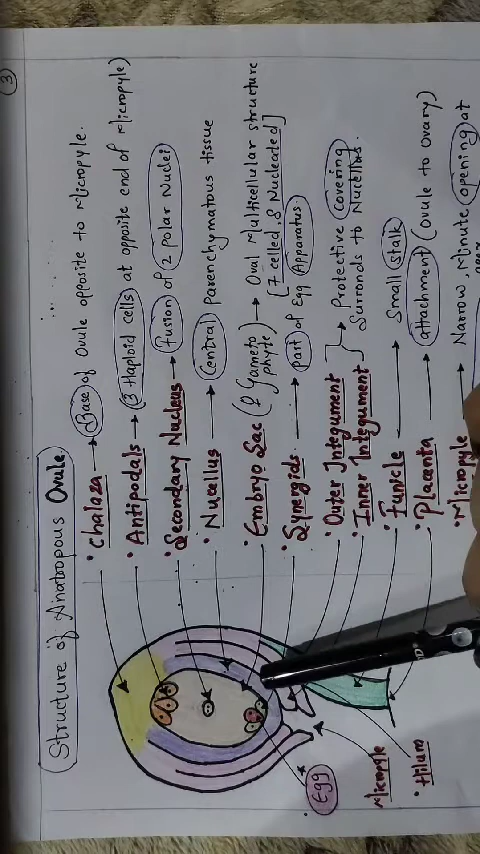 3
Structure of Anatropous Ovule
• Chalaza → Base of Ovule opposite to Micropyle.
• Antipodals → (3 Haploid cells) at opposite end of Micropyle)
• Secondary Nucleus → fusion of 2 polar Nuclei
• Nucellus → Central parenchymatous tissue
• Embryo Sac (♀ Gameto phyte) → Oval Multicellular structure
[7 celled, 8 Nucleated]
• Synergids → part of Egg Apparatus.
• Outer Integument
• Inner Integument
} → Protective Covering
Surronds to Nucellus.
• Funicle → Small stalk
• Placenta → attachment (Ovule to Ovary)
• Micropyle → Narrow, Minute opening at
Egg
Micropyle
• Hilum